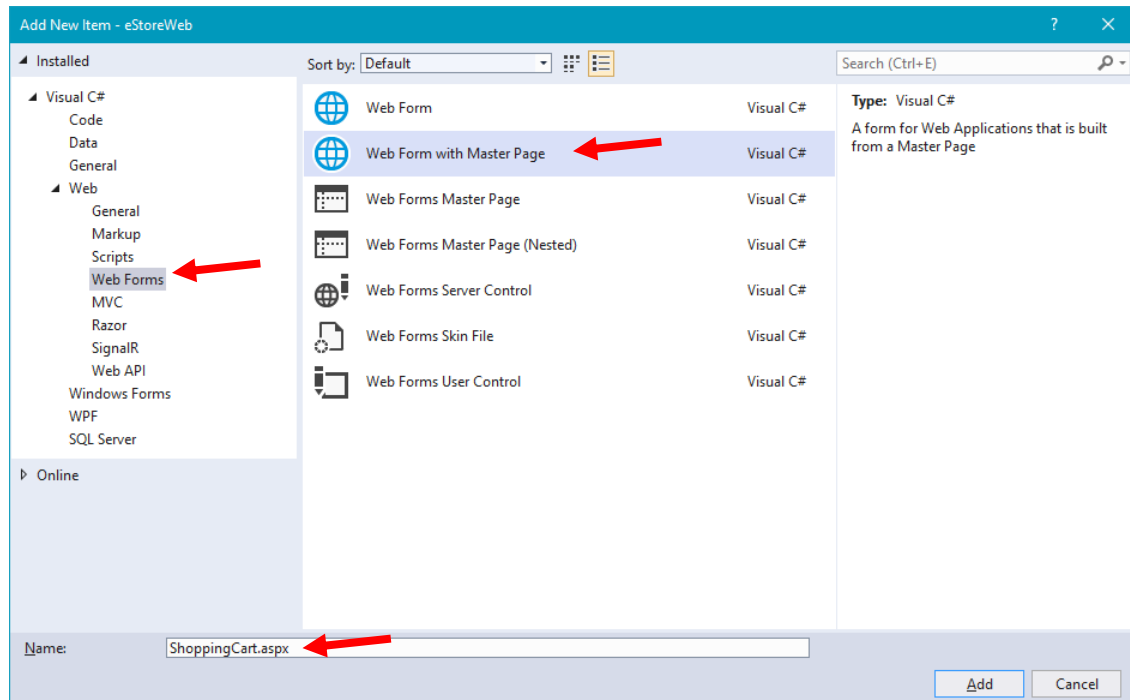 Add New Item - eStoreWeb
?
Installed
Sort by: Default
Search (Ctrl+E)
Visual C#
Code
Data
General
Web
General
Markup
Scripts
Web Forms
MVC
Razor
SignalR
Web API
Windows Forms
WPF
SQL Server
Online
Web Form Visual C#
Web Form with Master Page Visual C#
Web Forms Master Page Visual C#
Web Forms Master Page (Nested) Visual C#
Web Forms Server Control Visual C#
Web Forms Skin File Visual C#
Web Forms User Control Visual C#
Type: Visual C#
A form for Web Applications that is built
from a Master Page
Name: ShoppingCart.aspx
Add Cancel